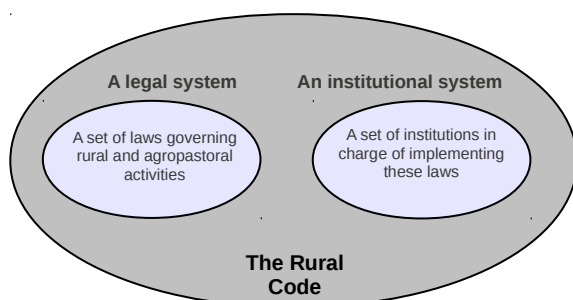 A legal system
An institutional system
A set of laws governing
rural and agropastoral
activities
A set of institutions in
charge of implementing
these laws
The Rural
Code